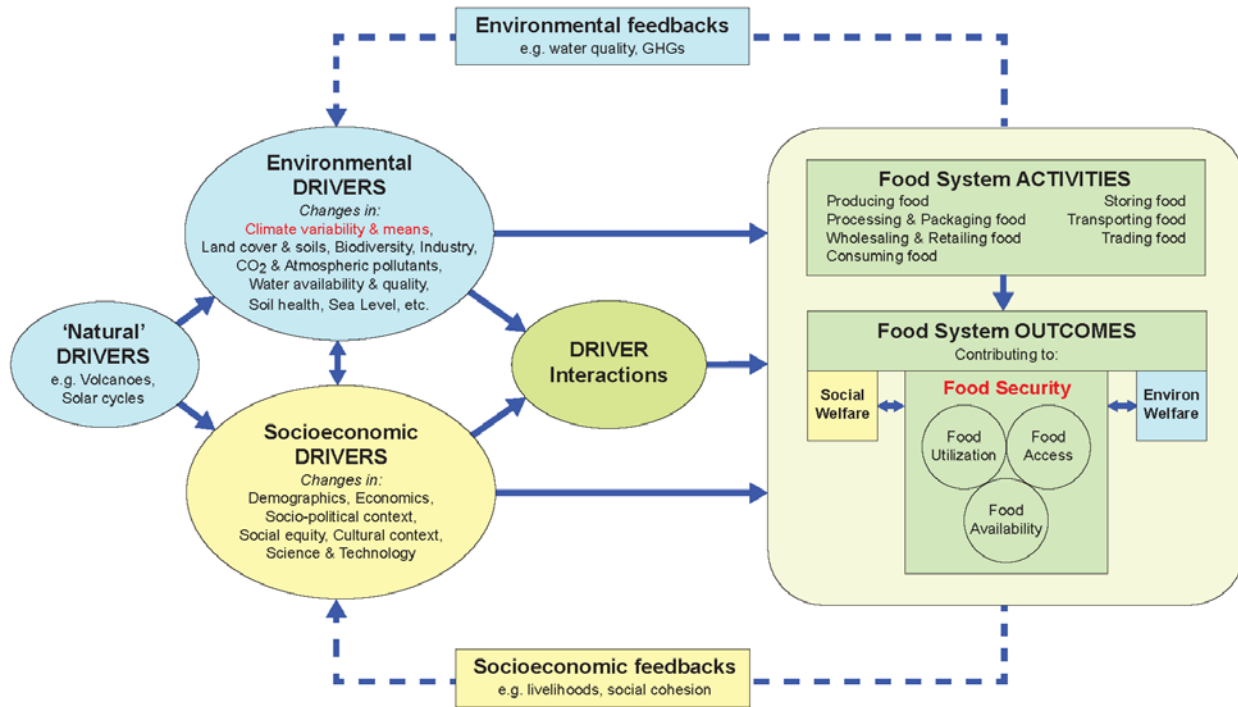 Environmental feedbacks
e.g. water quality, GHGs
Environmental
DRIVERS
Changes in:
Climate variability & means,
Land cover & soils, Biodiversity, Industry,
CO₂ & Atmospheric pollutants,
Water availability & quality,
Soil health, Sea Level, etc.
'Natural'
DRIVERS
e.g. Volcanoes,
Solar cycles
DRIVER
Interactions
Socioeconomic
DRIVERS
Changes in:
Demographics, Economics,
Socio-political context,
Social equity, Cultural context,
Science & Technology
Food System ACTIVITIES
Producing food
Processing & Packaging food
Wholesaling & Retailing food
Consuming food
Storing food
Transporting food
Trading food
Food System OUTCOMES
Contributing to:
Social
Welfare
Food Security
Environ
Welfare
Food
Utilization
Food
Access
Food
Availability
Socioeconomic feedbacks
e.g. livelihoods, social cohesion